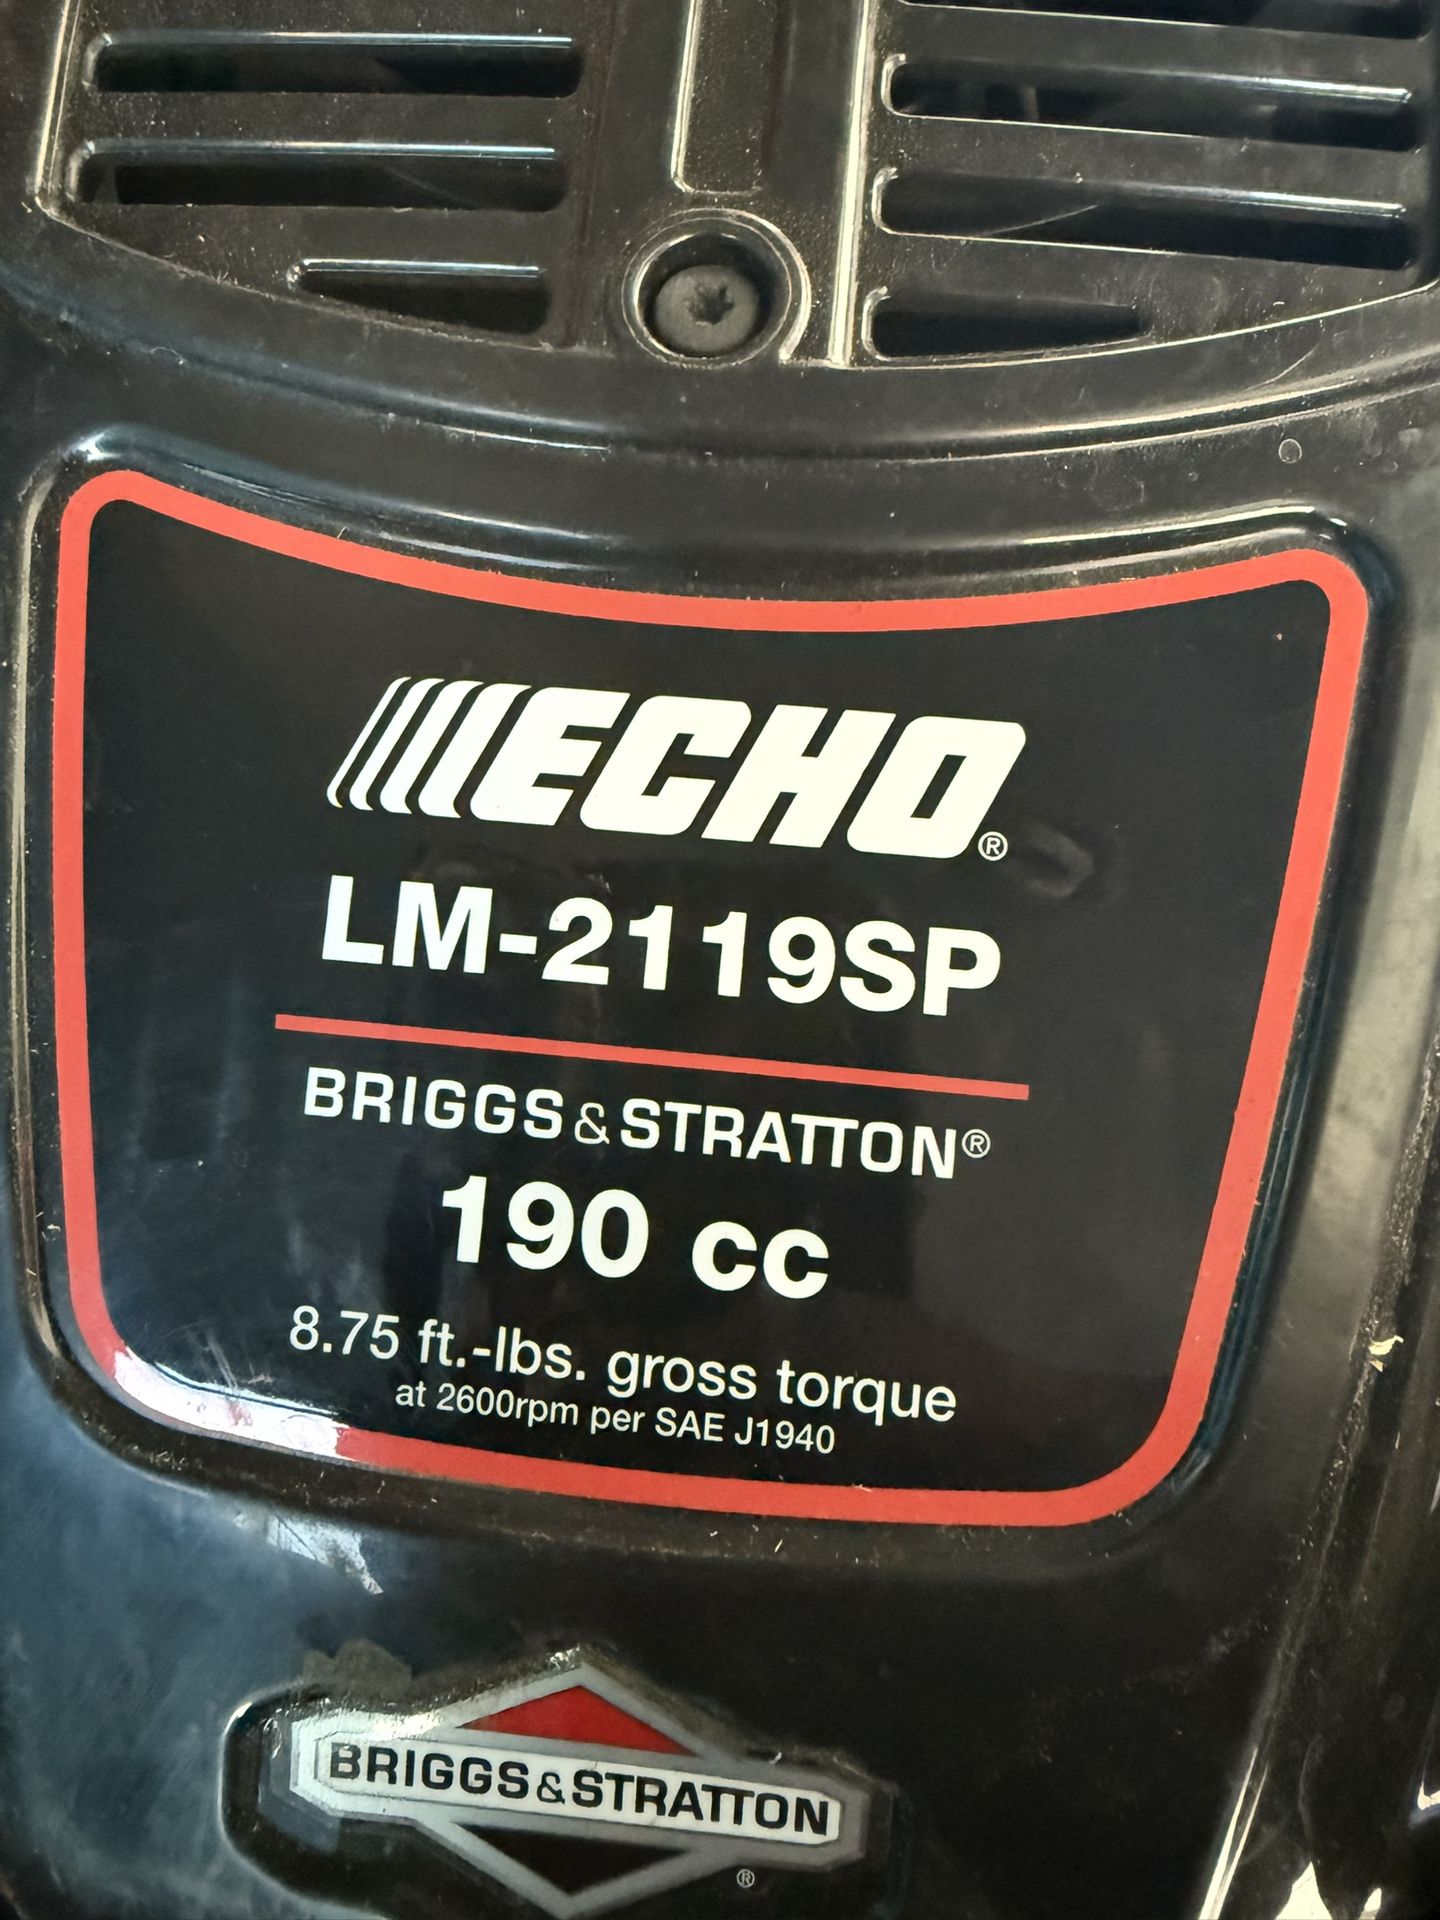 ECHO®
LM-2119SP
BRIGGS & STRATTON®
190 cc
8.75 ft.-lbs. gross torque
at 2600rpm per SAE J1940
BRIGGS & STRATTON
®